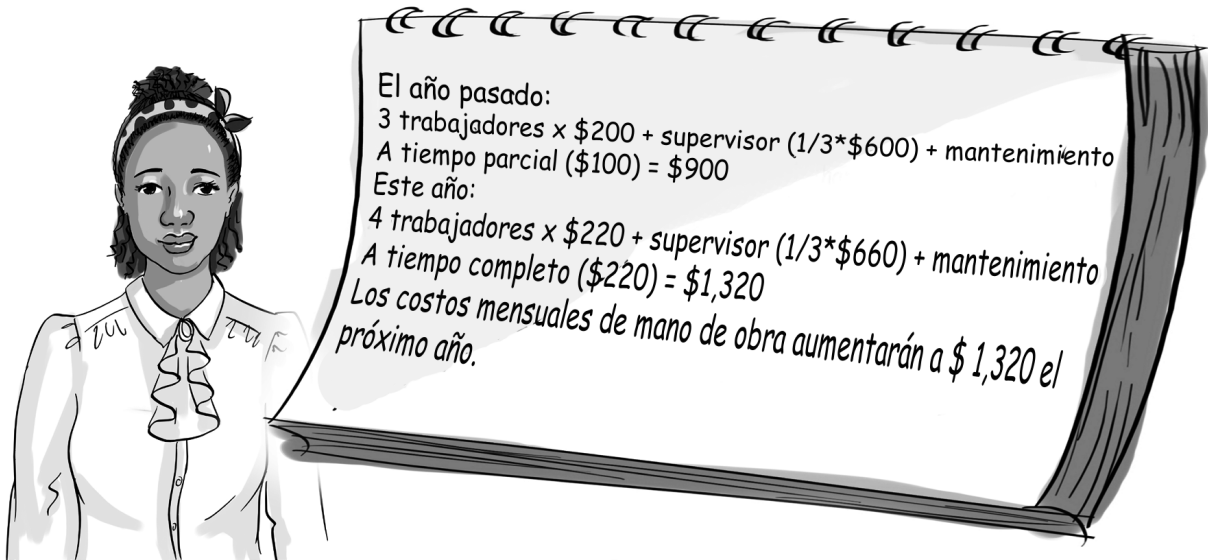 El año pasado:
3 trabajadores x $200 + supervisor (1/3*$600) + mantenimiento
A tiempo parcial ($100) = $900
Este año:
4 trabajadores x $220 + supervisor (1/3*$660) + mantenimiento
A tiempo completo ($220) = $1,320
Los costos mensuales de mano de obra aumentarán a $ 1,320 el
próximo año.